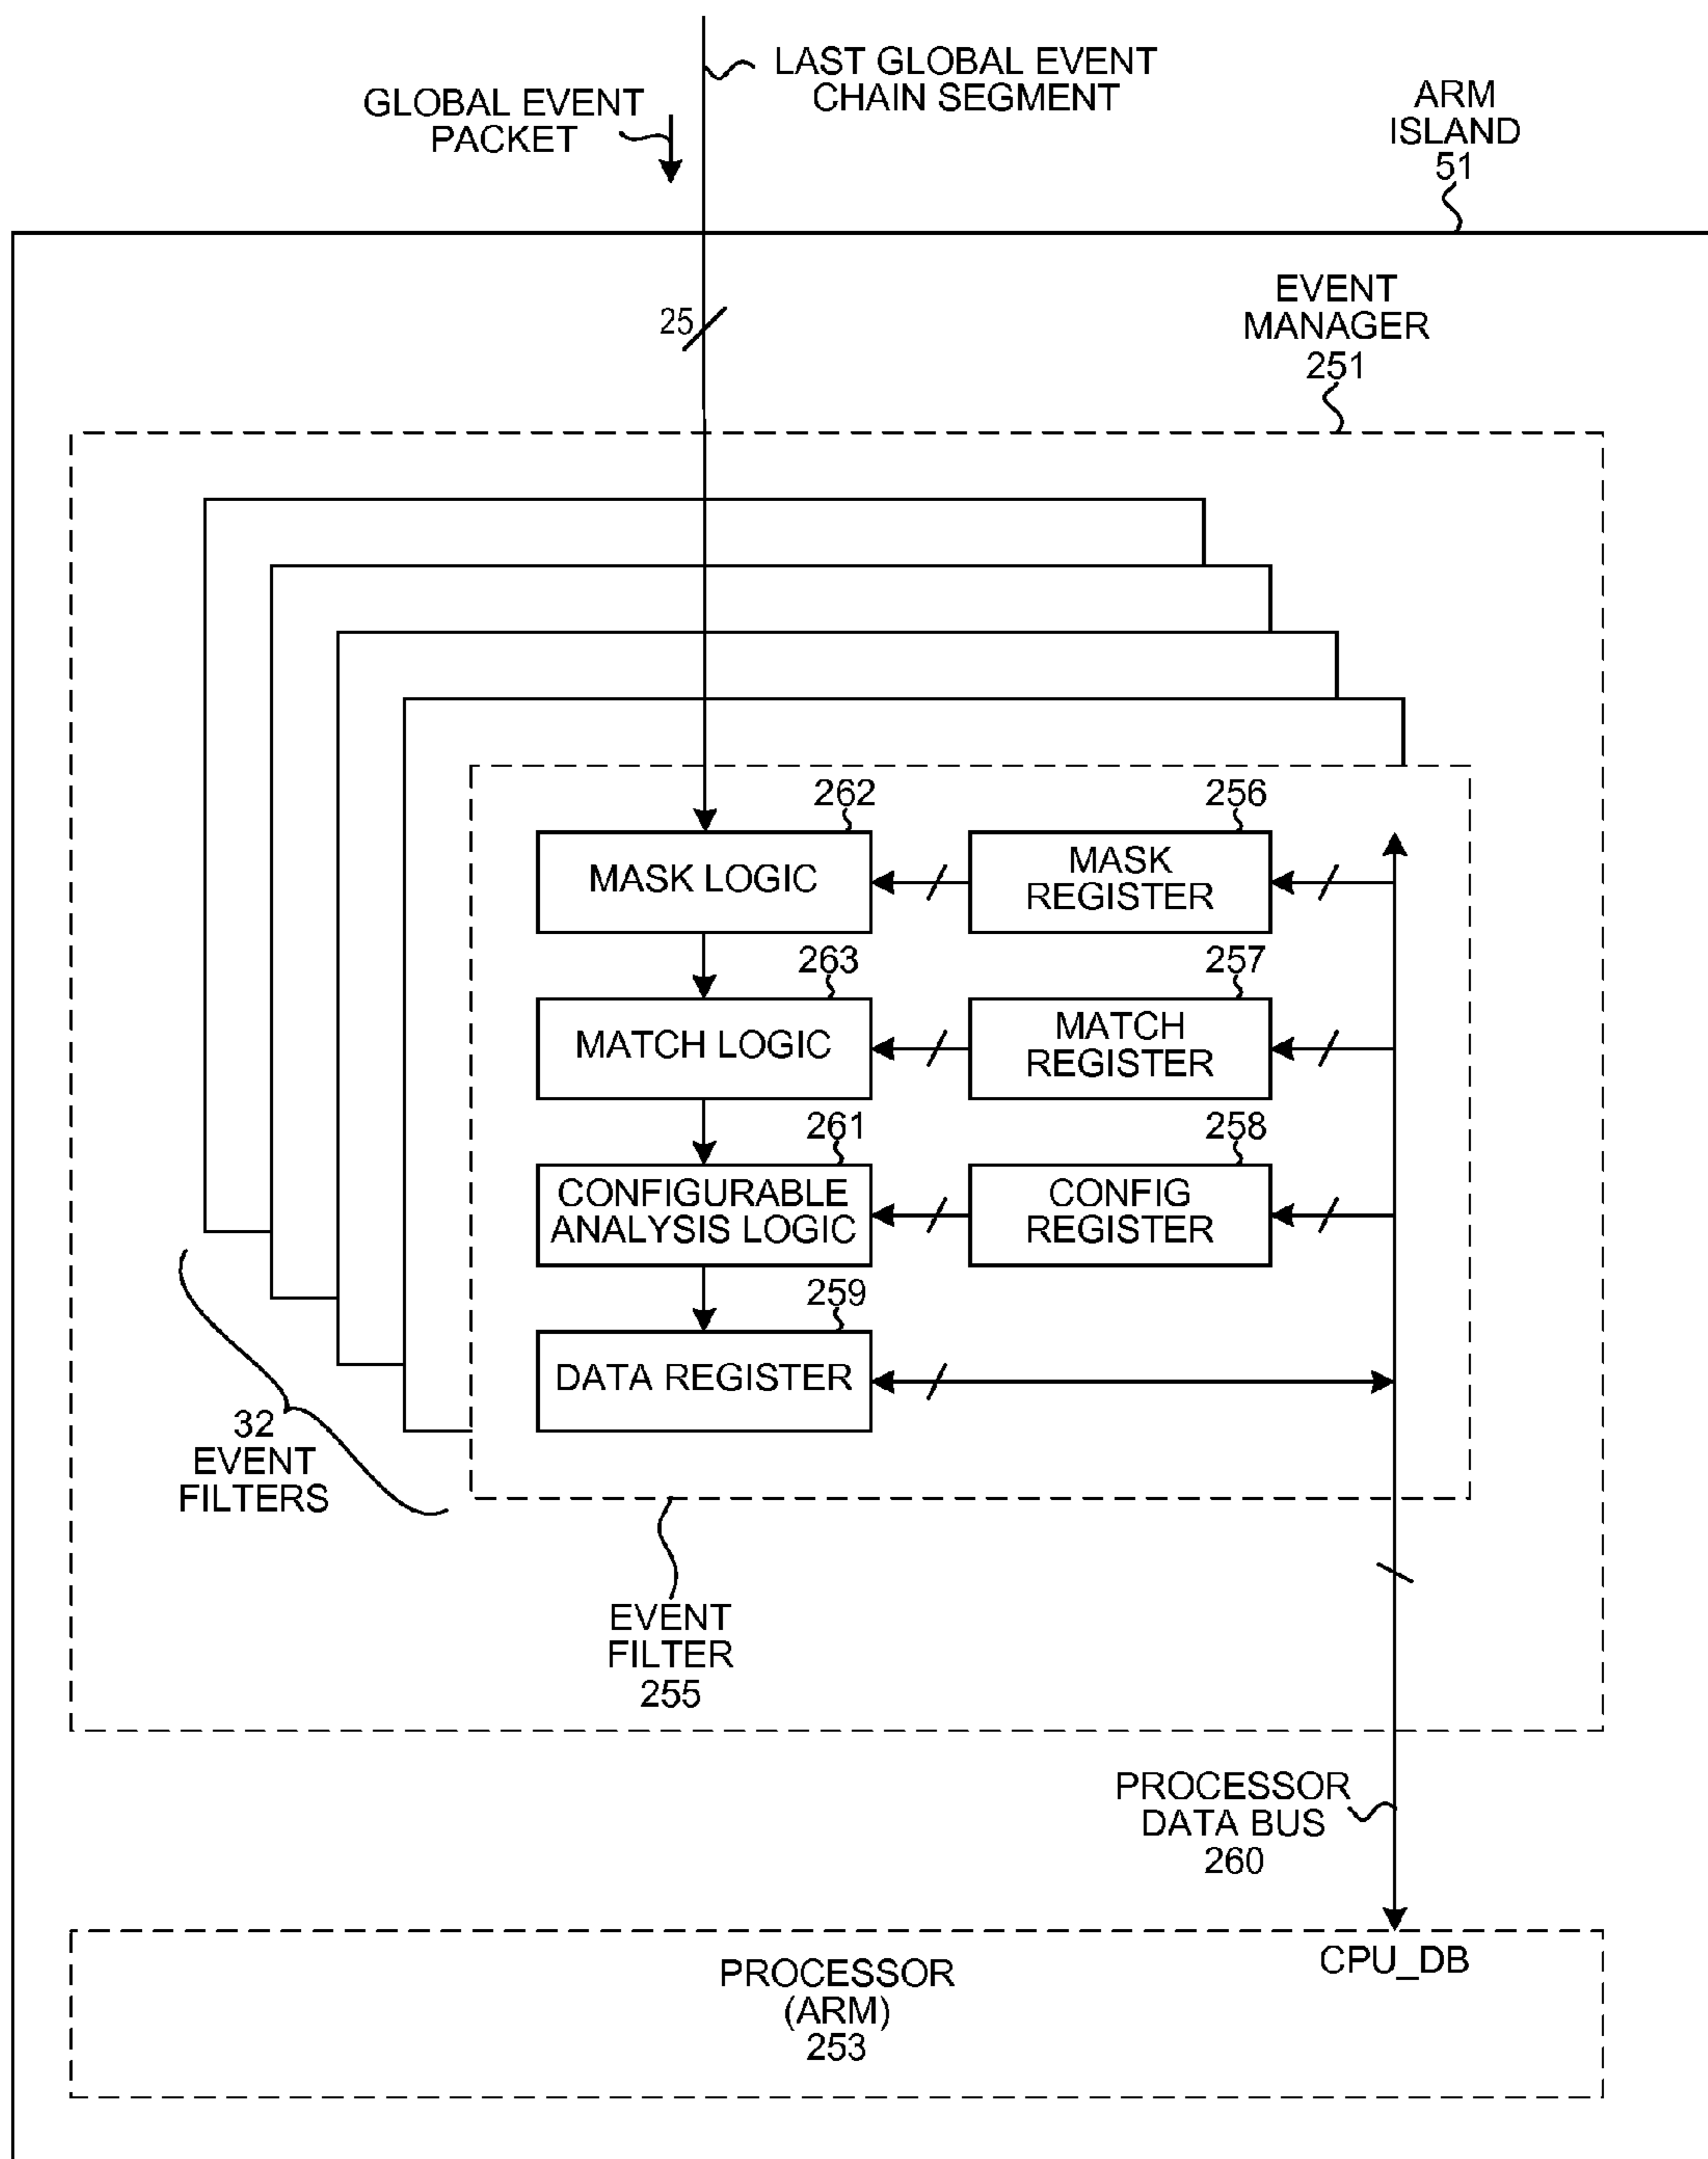 LAST GLOBAL EVENT
CHAIN SEGMENT
GLOBAL EVENT
PACKET
ARM
ISLAND
51
EVENT
MANAGER
251
25
262
256
MASK LOGIC
MASK
REGISTER
263
257
MATCH LOGIC
MATCH
REGISTER
261
258
CONFIGURABLE
ANALYSIS LOGIC
CONFIG
REGISTER
259
DATA REGISTER
32
EVENT
FILTERS
EVENT
FILTER
255
PROCESSOR
DATA BUS
260
CPU_DB
PROCESSOR
(ARM)
253